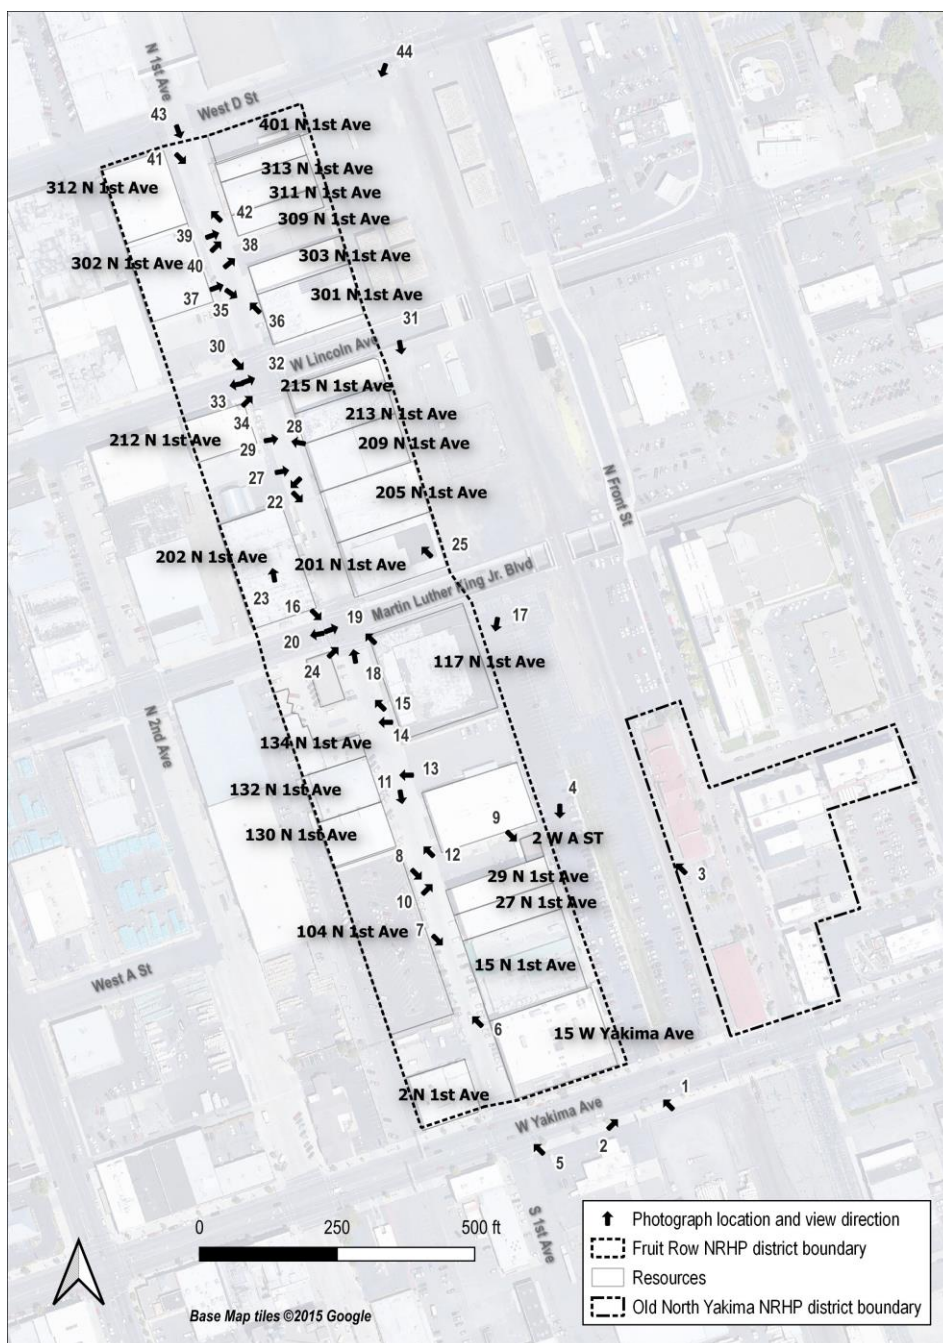 44
N 1st Ave
West D St
43
401 N 1st Ave
41
313 N 1st Ave
312 N 1st Ave
311 N 1st Ave
42
309 N 1st Ave
39
38
303 N 1st Ave
302 N 1st Ave
40
37
301 N 1st Ave
35
36
31
30
W Lincoln Ave
32
215 N 1st Ave
33
213 N 1st Ave
34
28
212 N 1st Ave
29
209 N 1st Ave
27
205 N 1st Ave
22
N Front St
25
202 N 1st Ave
201 N 1st Ave
Martin Luther King Jr. Blvd
23
16
19
17
20
117 N 1st Ave
24
18
15
N 2nd Ave
14
134 N 1st Ave
13
132 N 1st Ave
11
4
9
130 N 1st Ave
2 W A ST
8
12
3
29 N 1st Ave
10
27 N 1st Ave
104 N 1st Ave
7
15 N 1st Ave
West A St
6
15 W Yakima Ave
2 N 1st Ave
1
W Yakima Ave
2
5
S 1st Ave
0 250 500 ft
Base Map tiles ©2015 Google
Photograph location and view direction
Fruit Row NRHP district boundary
Resources
Old North Yakima NRHP district boundary